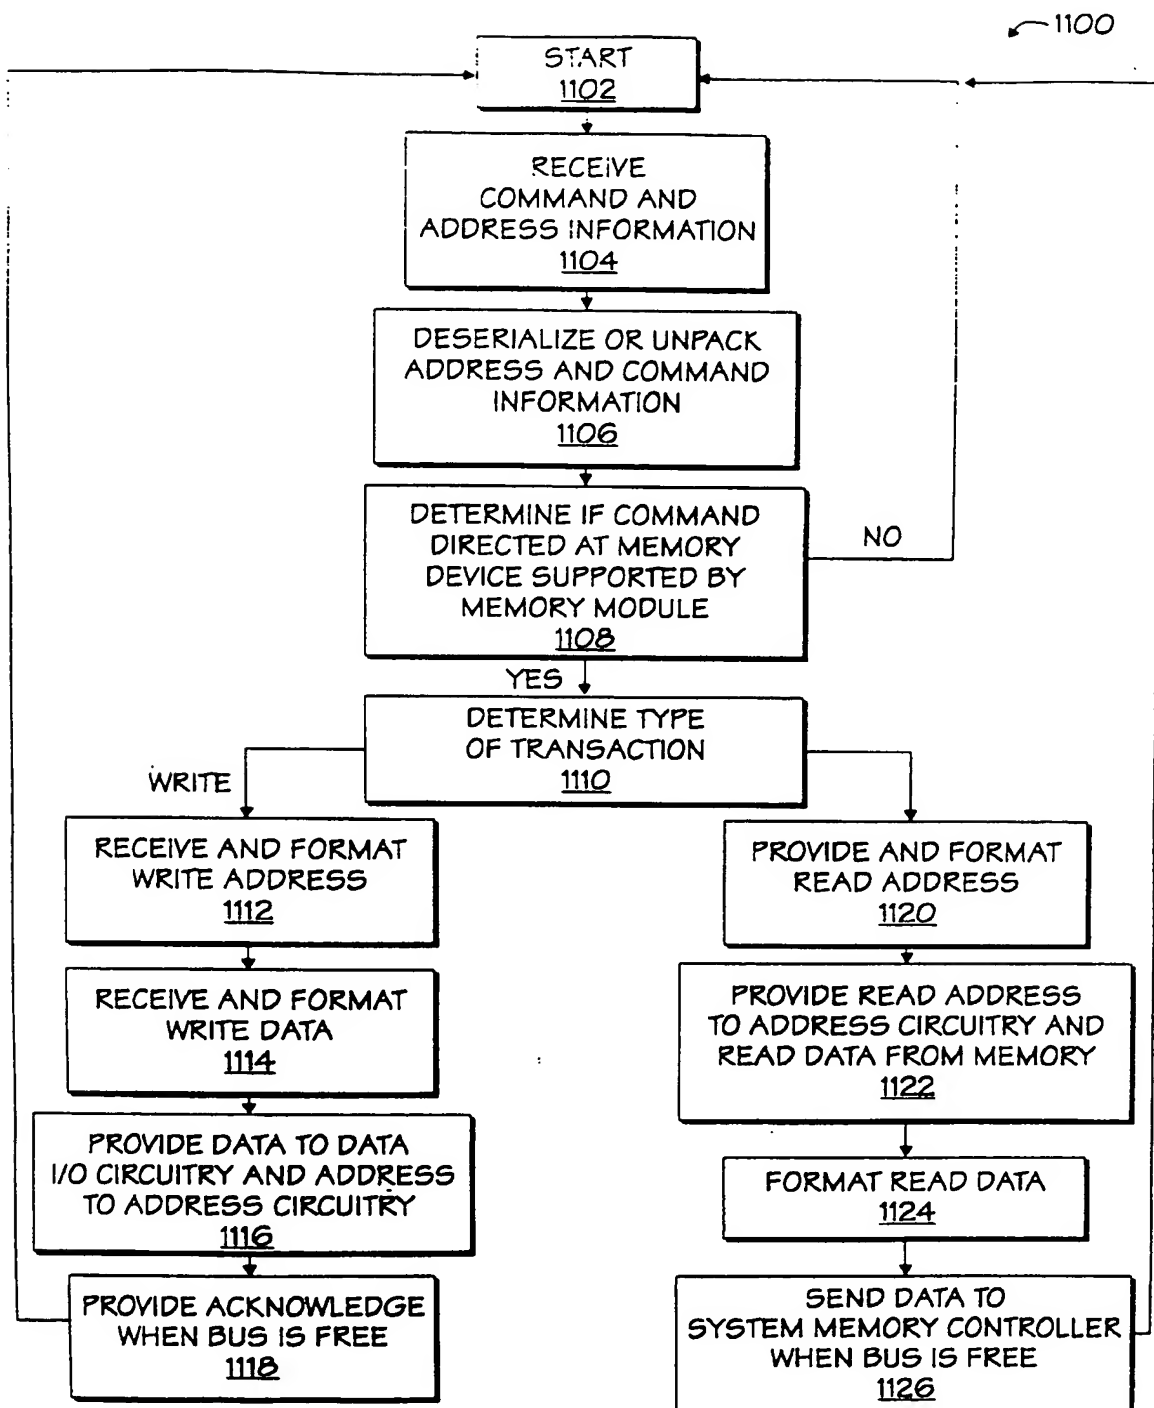 1100
START
1102
RECEIVE
COMMAND AND
ADDRESS INFORMATION
1104
DESERIALIZE OR UNPACK
ADDRESS AND COMMAND
INFORMATION
1106
DETERMINE IF COMMAND
DIRECTED AT MEMORY
DEVICE SUPPORTED BY
MEMORY MODULE
1108
NO
YES
DETERMINE TYPE
OF TRANSACTION
1110
WRITE
RECEIVE AND FORMAT
WRITE ADDRESS
1112
RECEIVE AND FORMAT
WRITE DATA
1114
PROVIDE DATA TO DATA
I/O CIRCUITRY AND ADDRESS
TO ADDRESS CIRCUITRY
1116
PROVIDE ACKNOWLEDGE
WHEN BUS IS FREE
1118
PROVIDE AND FORMAT
READ ADDRESS
1120
PROVIDE READ ADDRESS
TO ADDRESS CIRCUITRY AND
READ DATA FROM MEMORY
1122
FORMAT READ DATA
1124
SEND DATA TO
SYSTEM MEMORY CONTROLLER
WHEN BUS IS FREE
1126